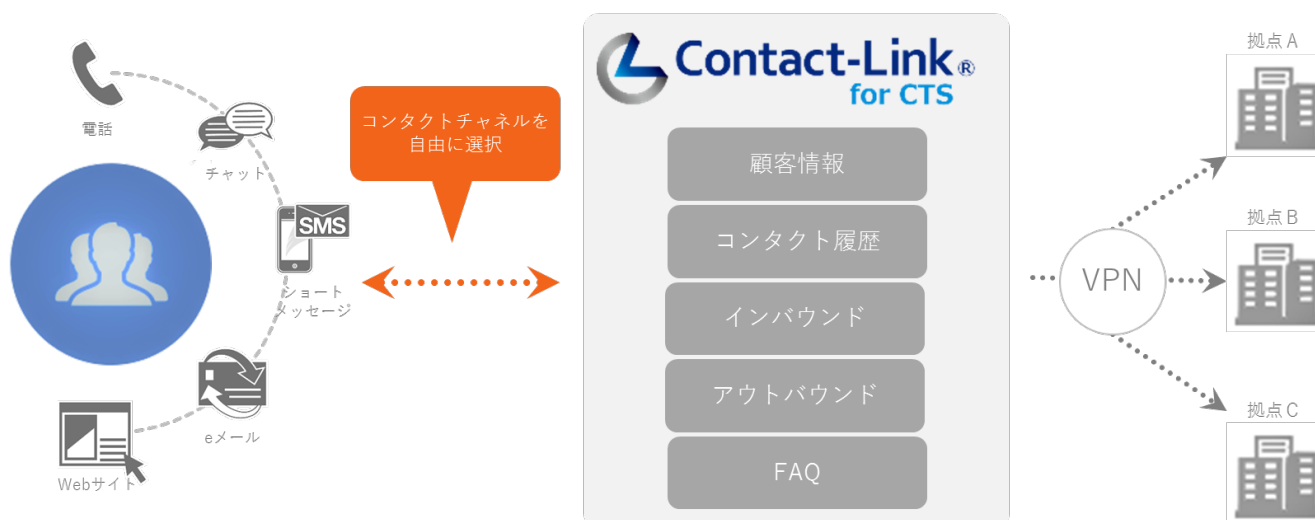 電話
チャット
SMS
ショート
メッセージ
eメール
Webサイト
コンタクトチャネルを
自由に選択
Contact-Link®
for CTS
顧客情報
コンタクト履歴
インバウンド
アウトバウンド
FAQ
VPN
拠点A
拠点B
拠点C